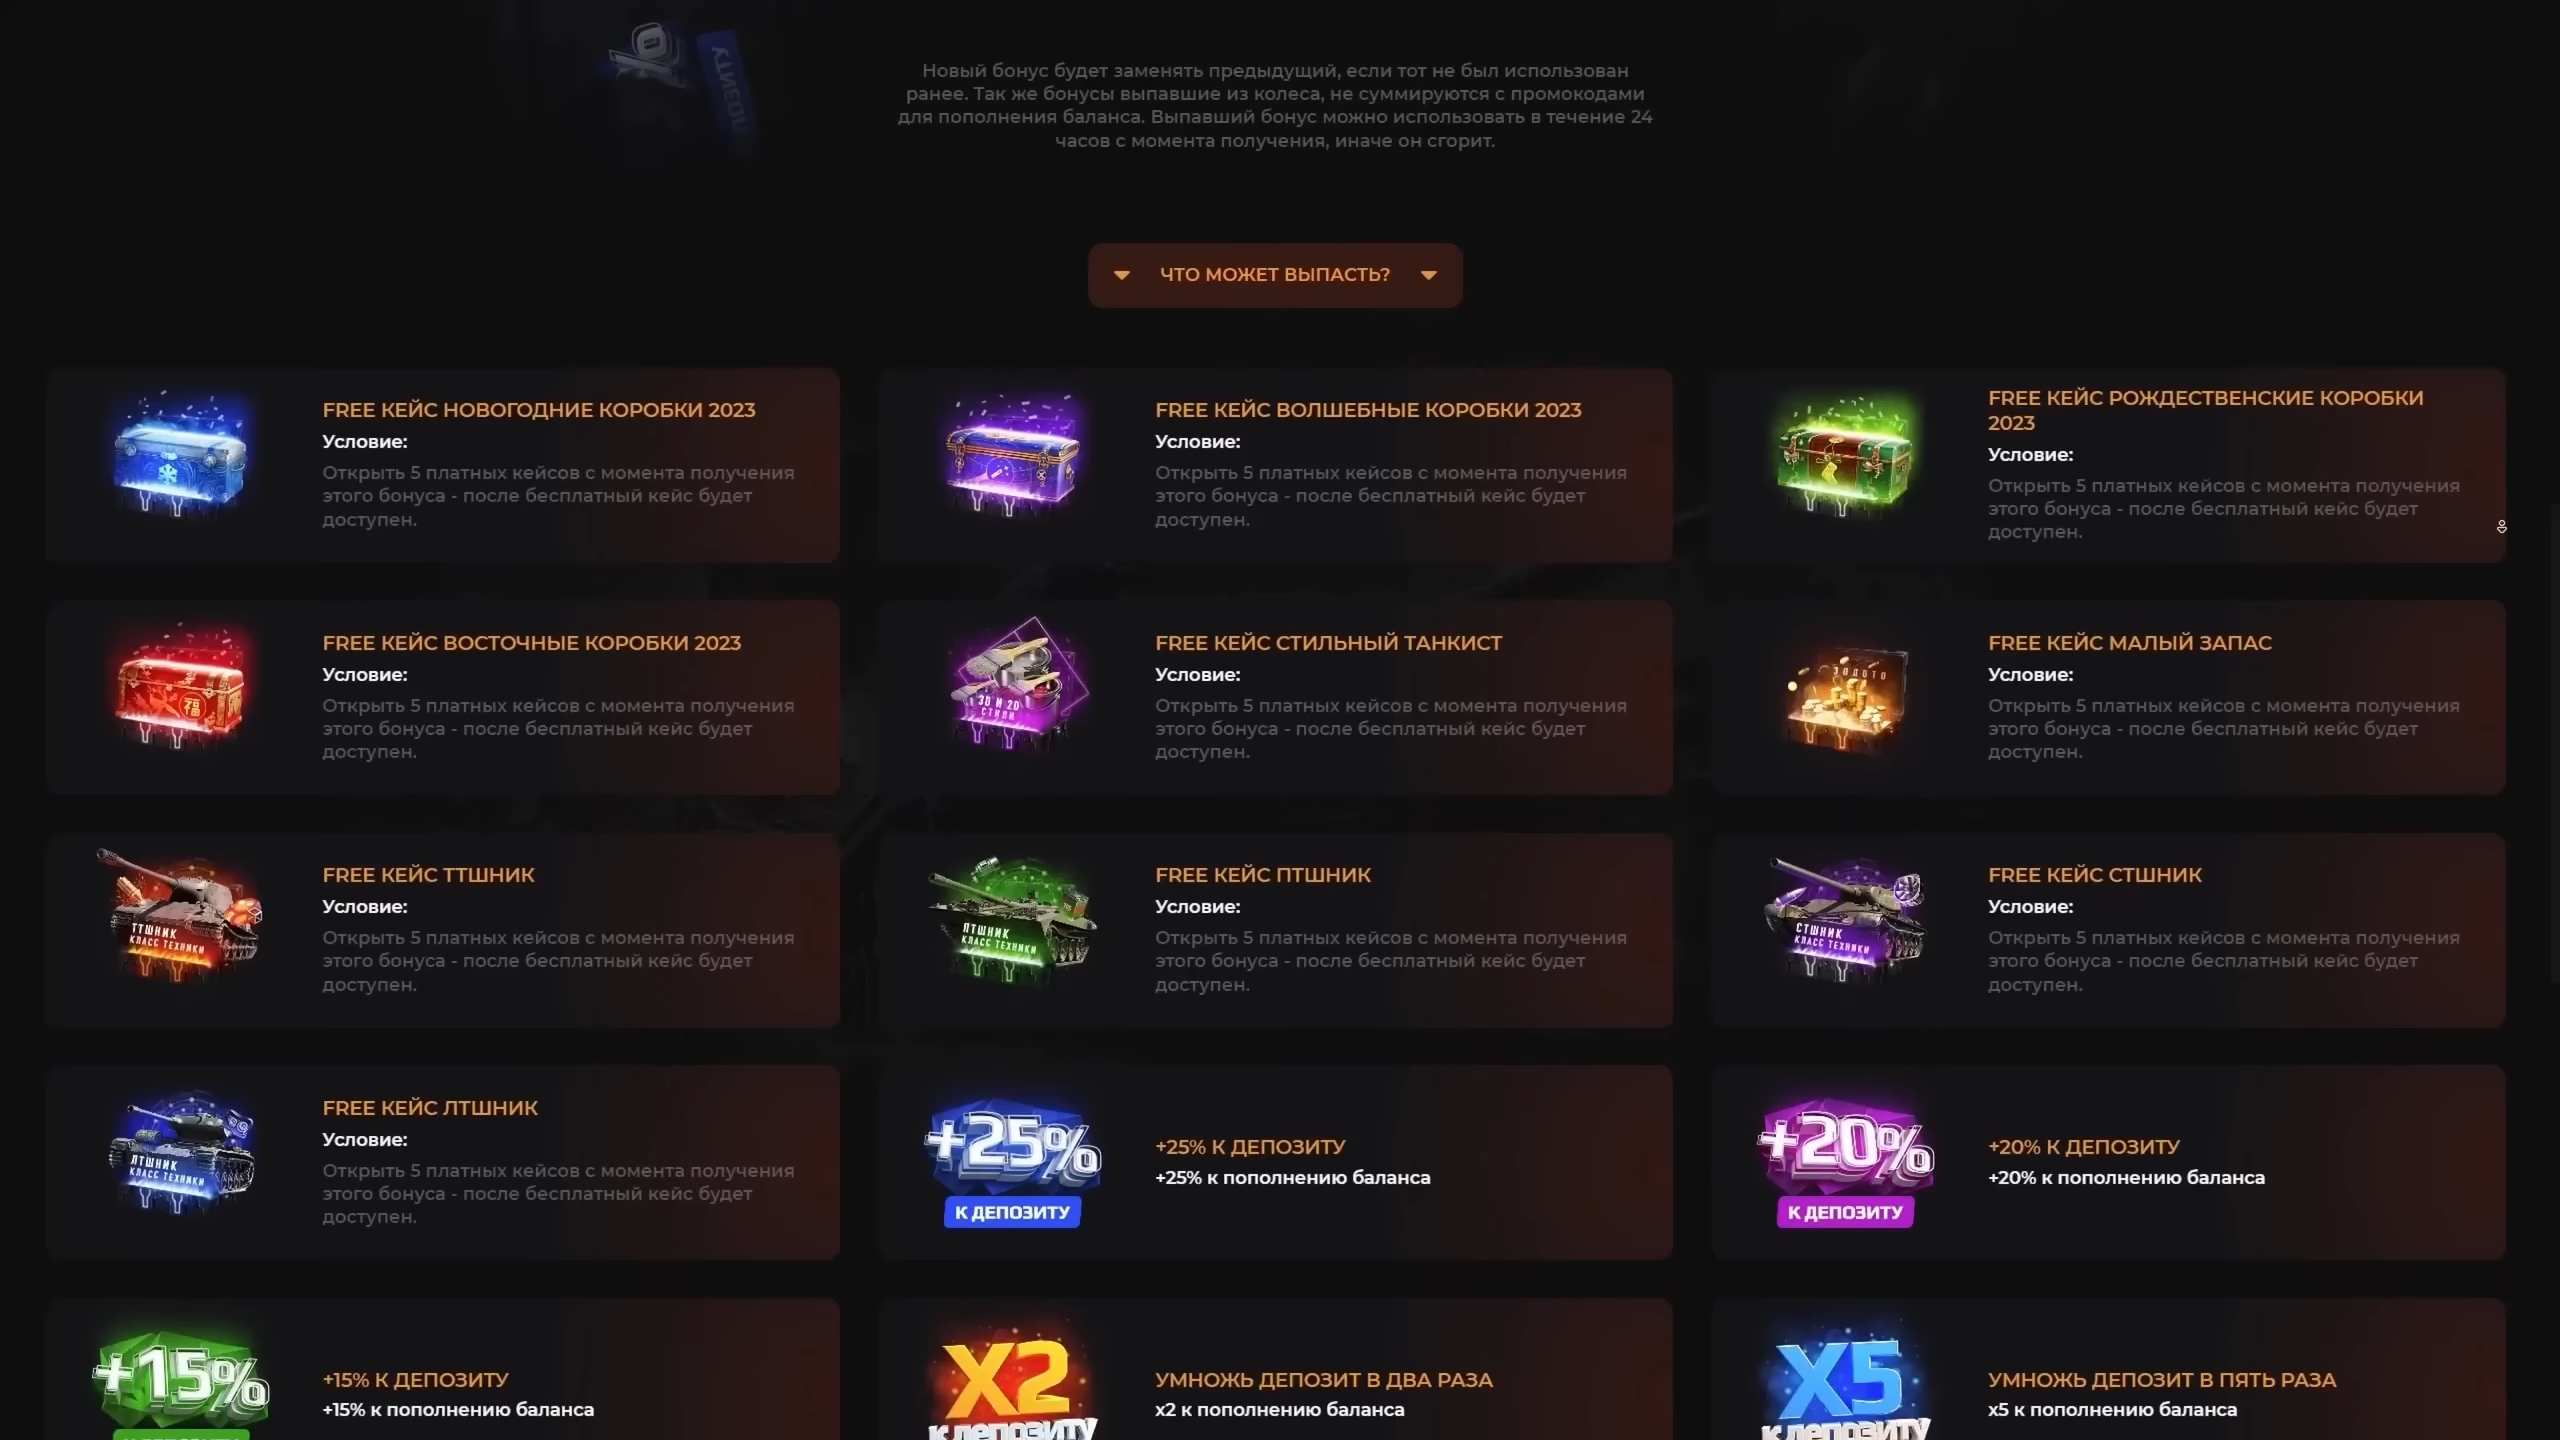 Новый бонус будет заменять предыдущий, если тот не был использован
ранее. Так же бонусы выпавшие из колеса, не суммируются с промокодами
для пополнения баланса. Выпавший бонус можно использовать в течение 24
часов с момента получения, иначе он сгорит.
ЧТО МОЖЕТ ВЫПАСТЬ?
FREE КЕЙС НОВОГОДНИЕ КОРОБКИ 2023
Условие:
Открыть 5 платных кейсов с момента получения
этого бонуса - после бесплатный кейс будет
доступен.
FREE КЕЙС ВОЛШЕБНЫЕ КОРОБКИ 2023
Условие:
Открыть 5 платных кейсов с момента получения
этого бонуса - после бесплатный кейс будет
доступен.
FREE КЕЙС РОЖДЕСТВЕНСКИЕ КОРОБКИ
2023
Условие:
Открыть 5 платных кейсов с момента получения
этого бонуса - после бесплатный кейс будет
доступен.
FREE КЕЙС ВОСТОЧНЫЕ КОРОБКИ 2023
Условие:
Открыть 5 платных кейсов с момента получения
этого бонуса - после бесплатный кейс будет
доступен.
3D И 2D
СТИЛИ
FREE КЕЙС СТИЛЬНЫЙ ТАНКИСТ
Условие:
Открыть 5 платных кейсов с момента получения
этого бонуса - после бесплатный кейс будет
доступен.
ЗОЛОТО
FREE КЕЙС МАЛЫЙ ЗАПАС
Условие:
Открыть 5 платных кейсов с момента получения
этого бонуса - после бесплатный кейс будет
доступен.
ТТШНИК
КЛАСС ТЕХНИКИ
FREE КЕЙС ТТШНИК
Условие:
Открыть 5 платных кейсов с момента получения
этого бонуса - после бесплатный кейс будет
доступен.
ПТШНИК
КЛАСС ТЕХНИКИ
FREE КЕЙС ПТШНИК
Условие:
Открыть 5 платных кейсов с момента получения
этого бонуса - после бесплатный кейс будет
доступен.
СТШНИК
КЛАСС ТЕХНИКИ
FREE КЕЙС СТШНИК
Условие:
Открыть 5 платных кейсов с момента получения
этого бонуса - после бесплатный кейс будет
доступен.
ЛТШНИК
КЛАСС ТЕХНИКИ
FREE КЕЙС ЛТШНИК
Условие:
Открыть 5 платных кейсов с момента получения
этого бонуса - после бесплатный кейс будет
доступен.
+25%
К ДЕПОЗИТУ
+25% К ДЕПОЗИТУ
+25% к пополнению баланса
+20%
К ДЕПОЗИТУ
+20% К ДЕПОЗИТУ
+20% к пополнению баланса
+15%
+15% К ДЕПОЗИТУ
+15% к пополнению баланса
X2
К ДЕПОЗИТУ
УМНОЖЬ ДЕПОЗИТ В ДВА РАЗА
x2 к пополнению баланса
X5
К ДЕПОЗИТУ
УМНОЖЬ ДЕПОЗИТ В ПЯТЬ РАЗА
x5 к пополнению баланса